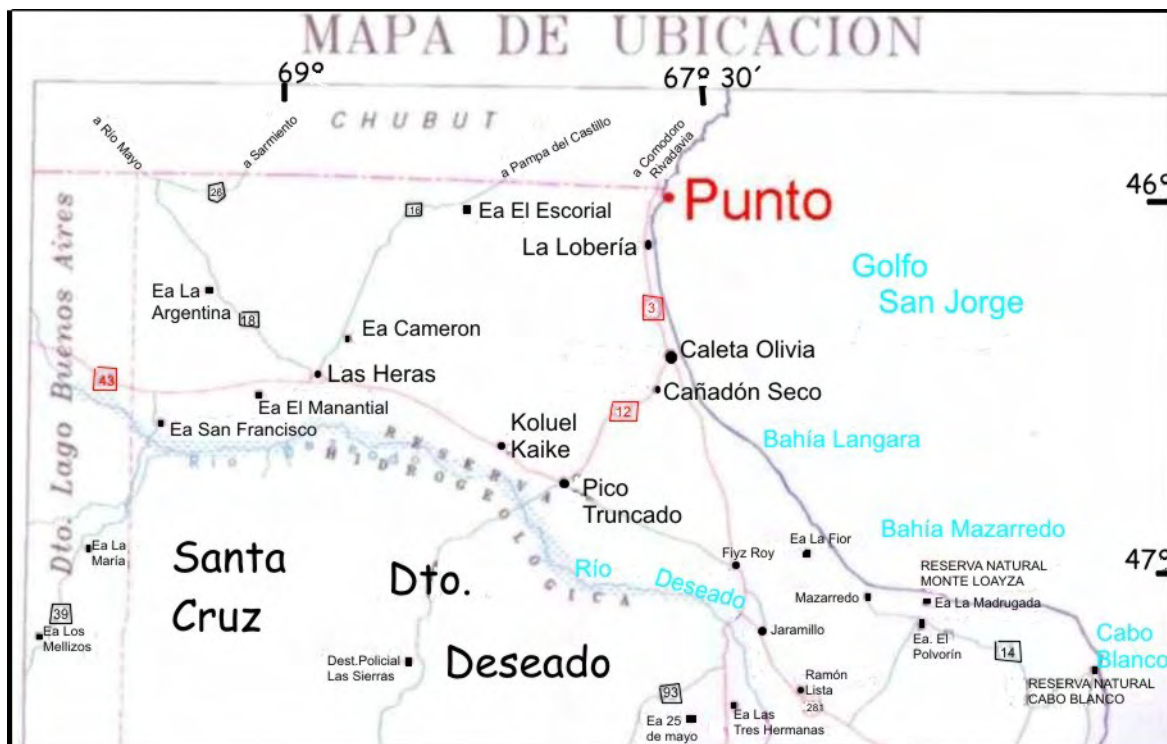 MAPA DE UBICACION
69º
67º 30´
CHUBUT
a Río Mayo
a Sarmiento
a Pampa del Castillo
a Comodoro
Rivadavia
46º
26
16
Ea El Escorial
Punto
La Lobería
Golfo
San Jorge
Ea La
Argentina
18
3
Ea Cameron
Caleta Olivia
Las Heras
43
Cañadón Seco
Ea El Manantial
12
Ea San Francisco
Koluel
Kaike
Bahía Langara
Dto. Lago Buenos Aires
RESERVA
HIDROGEOLOGICA
Río Deseado
Pico
Truncado
Bahía Mazarredo
Ea La
María
Santa
Cruz
Dto.
Deseado
Río
Deseado
Fiyz Roy
Ea La Fior
47º
RESERVA NATURAL
MONTE LOAYZA
Mazarredo
Ea La Madrugada
39
Ea Los
Mellizos
Jaramillo
Ea. El
Polvorín
14
Cabo
Blanco
Dest.Policial
Las Sierras
Ramón
Lista
281
RESERVA NATURAL
CABO BLANCO
93
Ea 25
de mayo
Ea Las
Tres Hermanas